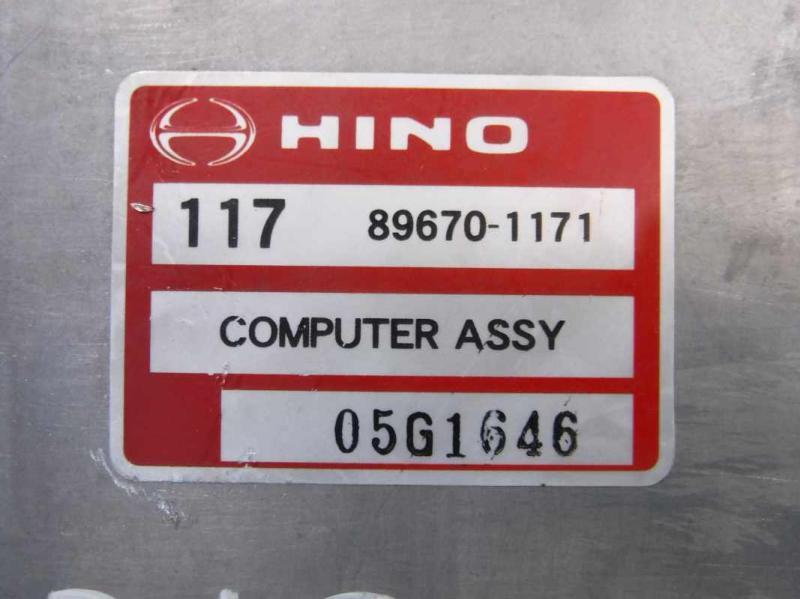 HINO
117 89670-1171
COMPUTER ASSY
05G1646